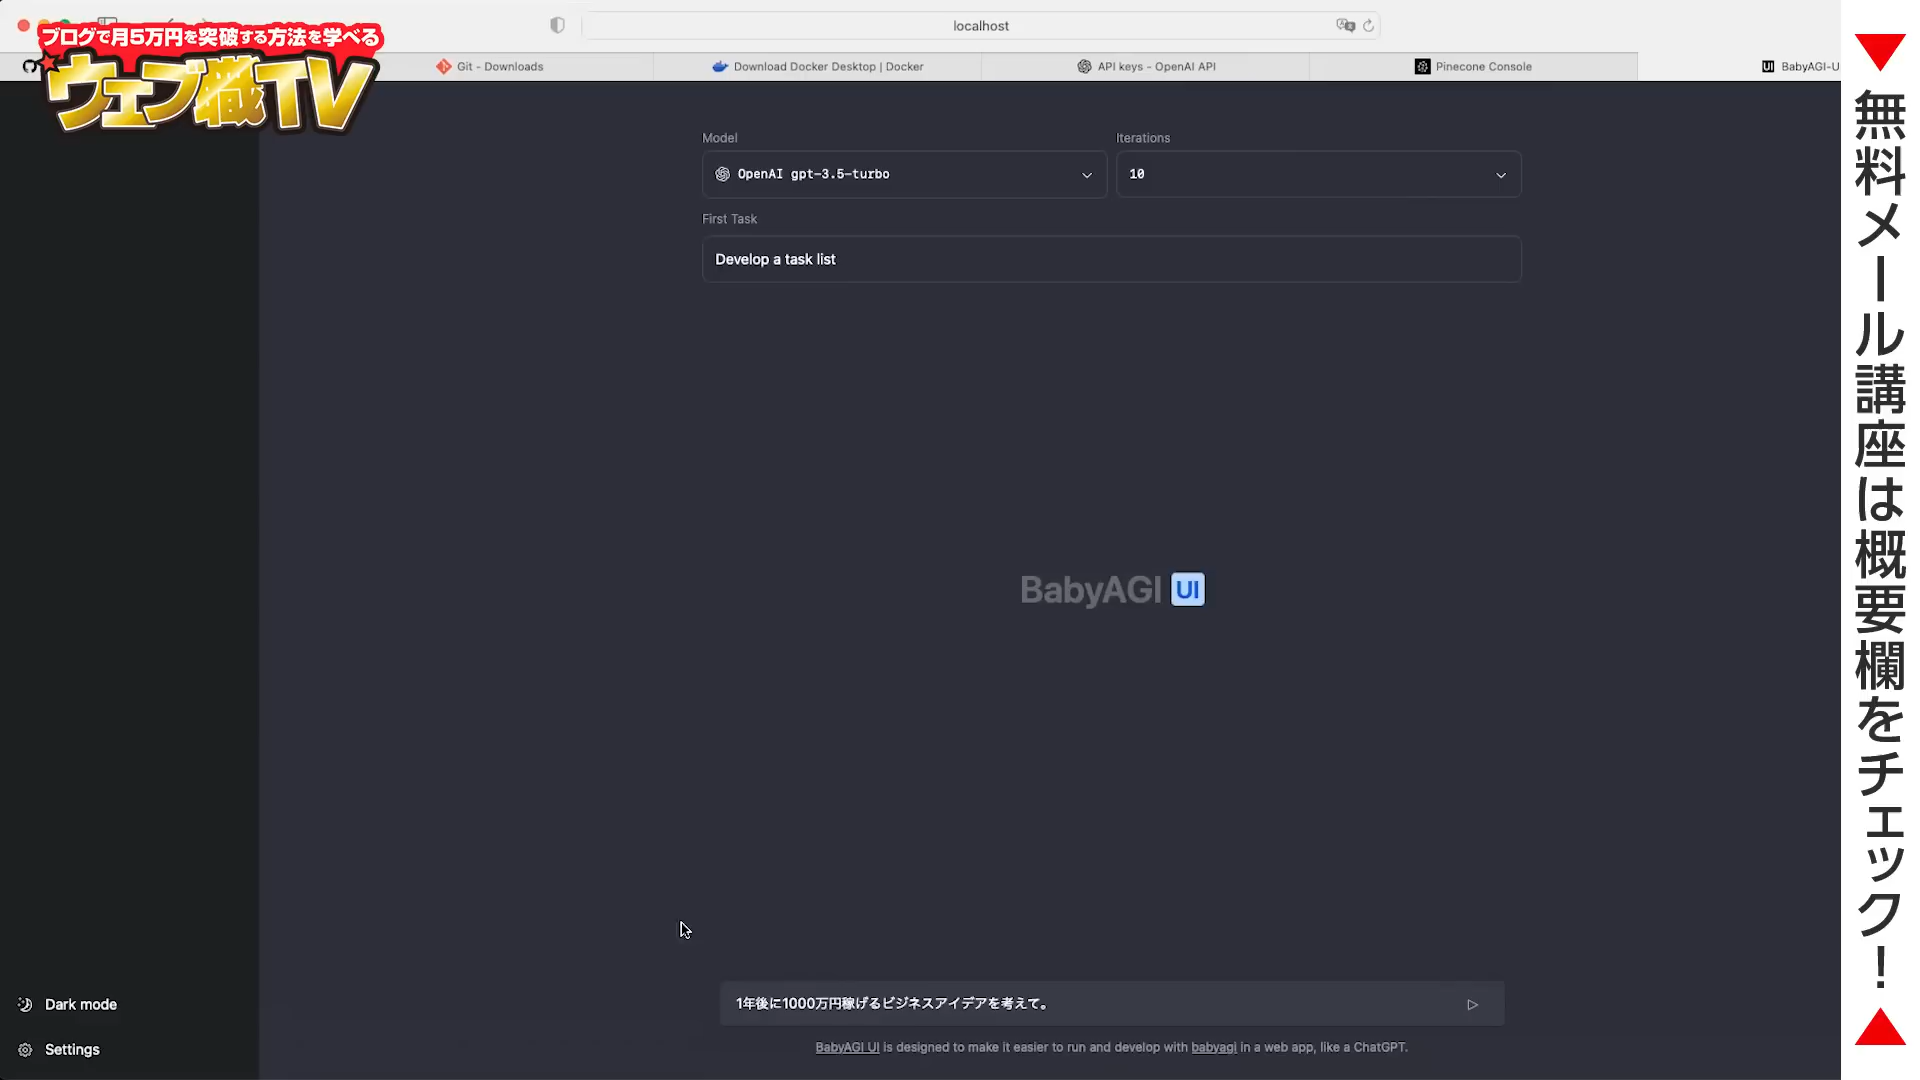 localhost
ブログで月5万円を突破する方法を学べる
ウェブ職TV
Git - Downloads
Download Docker Desktop | Docker
API keys - OpenAI API
Pinecone Console
UI BabyAGI-U
Model
Iterations
OpenAI gpt-3.5-turbo
10
First Task
Develop a task list
BabyAGI UI
1年後に1000万円稼げるビジネスアイデアを考えて。
BabyAGI UI is designed to make it easier to run and develop with babyagi in a web app, like a ChatGPT.
Dark mode
Settings
▼無料メール講座は概要欄をチェック!▲